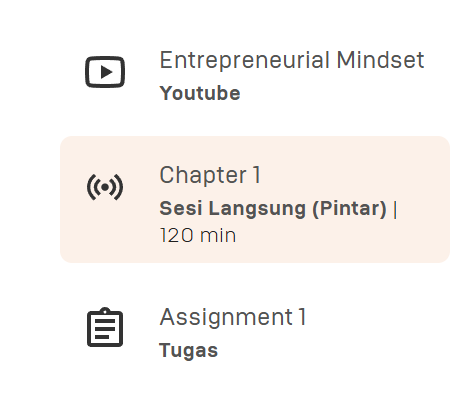 Entrepreneurial Mindset
Youtube
Chapter 1
Sesi Langsung (Pintar) |
120 min
Assignment 1
Tugas